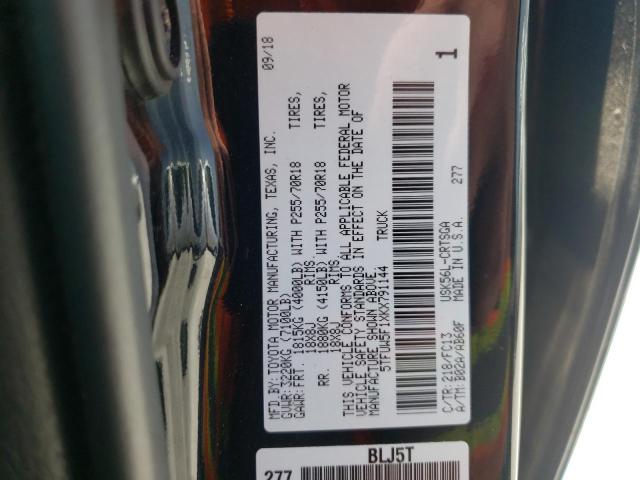 MFD.BY: TOYOTA MOTOR MANUFACTURING, TEXAS, INC. 09/18
GVWR: 3220KG (7100LB)
GAWR: FRT. 1815KG (4000LB) WITH P255/70R18 TIRES,
18X8J RIMS,
RR. 1880KG (4150LB) WITH P255/70R18 TIRES,
18X8J RIMS
THIS VEHICLE CONFORMS TO ALL APPLICABLE FEDERAL MOTOR
VEHICLE SAFETY STANDARDS IN EFFECT ON THE DATE OF
MANUFACTURE SHOWN ABOVE.
5TFUW5F1XKX791144 TRUCK
C/TR: 218/FC13 USK56L-CRTSGA 277
A/TM: B02A/AB60F MADE IN U.S.A. 1
BLJ5T
277